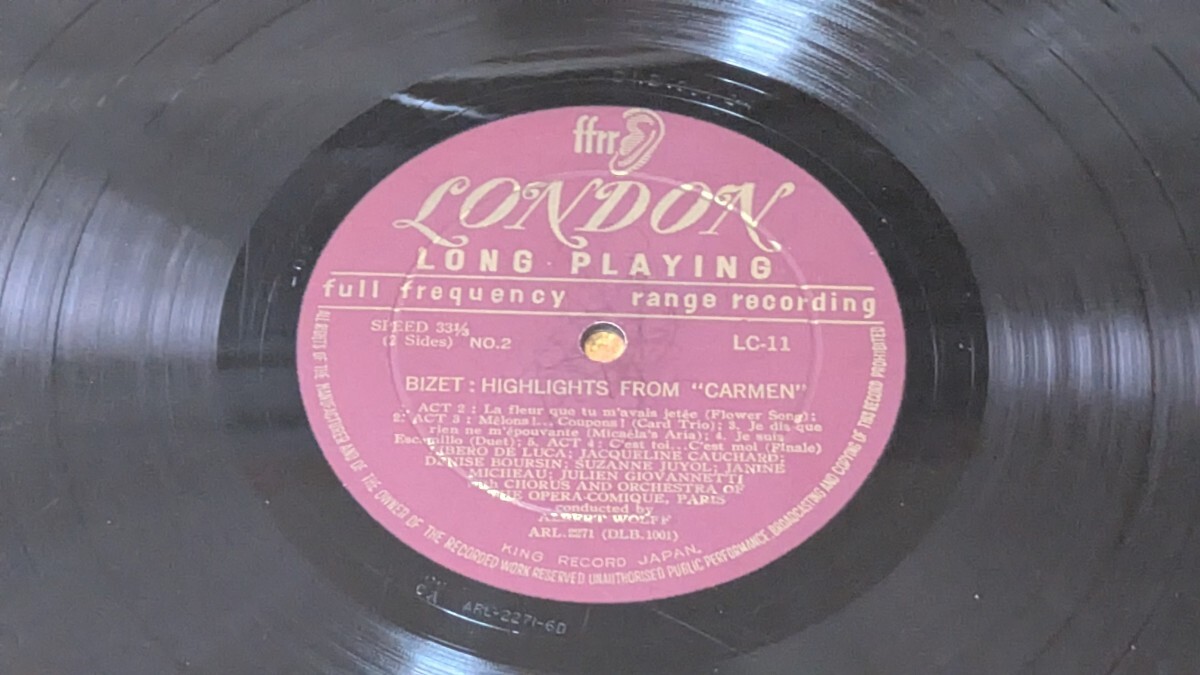 ffrr
LONDON
LONG PLAYING
full frequency range recording
SPEED 33⅓
(2 Sides) NO.2 LC-11
BIZET : HIGHLIGHTS FROM "CARMEN"
ACT 2 : La fleur que tu m'avais jetée (Flower Song);
2. ACT 3 : Mêlons!... Coupons! (Card Trio); 3. Je dis que
rien ne m'épouvante (Micaëla's Aria); 4. Je suis
Escamillo (Duet); 5. ACT 4 : C'est toi... C'est moi (Finale)
LIBERO DE LUCA; JACQUELINE CAUCHARD;
DENISE BOURSIN; SUZANNE JUYOL; JANINE
MICHEAU; JULIEN GIOVANNETTI
with CHORUS AND ORCHESTRA OF
THE OPERA-COMIQUE, PARIS
conducted by
ALBERT WOLFF
ARL.2271 (DLB.1001)
KING RECORD JAPAN.
ALL RIGHTS OF THE MANUFACTURER AND OF THE OWNER OF THE RECORDED WORK RESERVED UNAUTHORISED PUBLIC PERFORMANCE, BROADCASTING AND COPYING OF THIS RECORD PROHIBITED
ARL-2271-6D